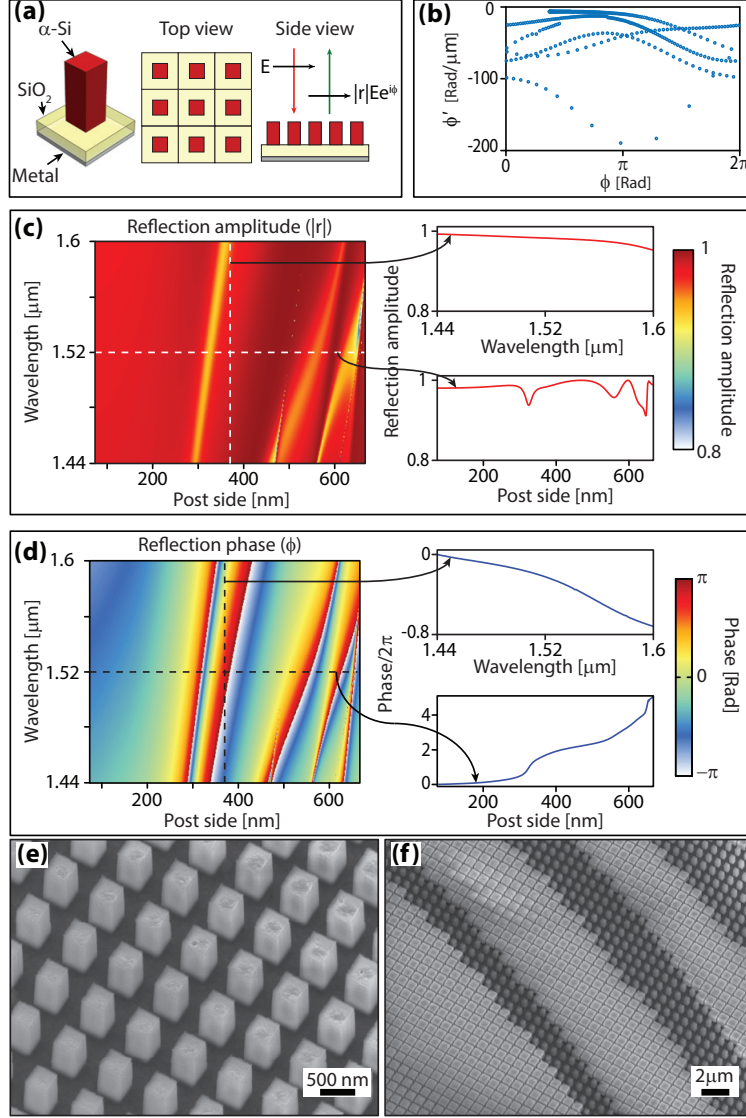 (a)
α-Si
SiO2
Metal
Top view
Side view
E
|r|Ee^iϕ
(b)
0
-100
-200
ϕ′ [Rad/μm]
0
π
2π
ϕ [Rad]
(c)
Reflection amplitude (|r|)
1.6
1.52
1.44
Wavelength [μm]
200
400
600
Post side [nm]
1
0.8
1.44
1.52
1.6
Wavelength [μm]
Reflection amplitude
1
0.8
200
400
600
Post side [nm]
1
0.8
Reflection amplitude
(d)
Reflection phase (ϕ)
1.6
1.52
1.44
Wavelength [μm]
200
400
600
Post side [nm]
0
-0.8
1.44
1.52
1.6
Wavelength [μm]
Phase/2π
4
2
0
200
400
600
Post side [nm]
π
0
−π
Phase [Rad]
(e)
500 nm
(f)
2μm